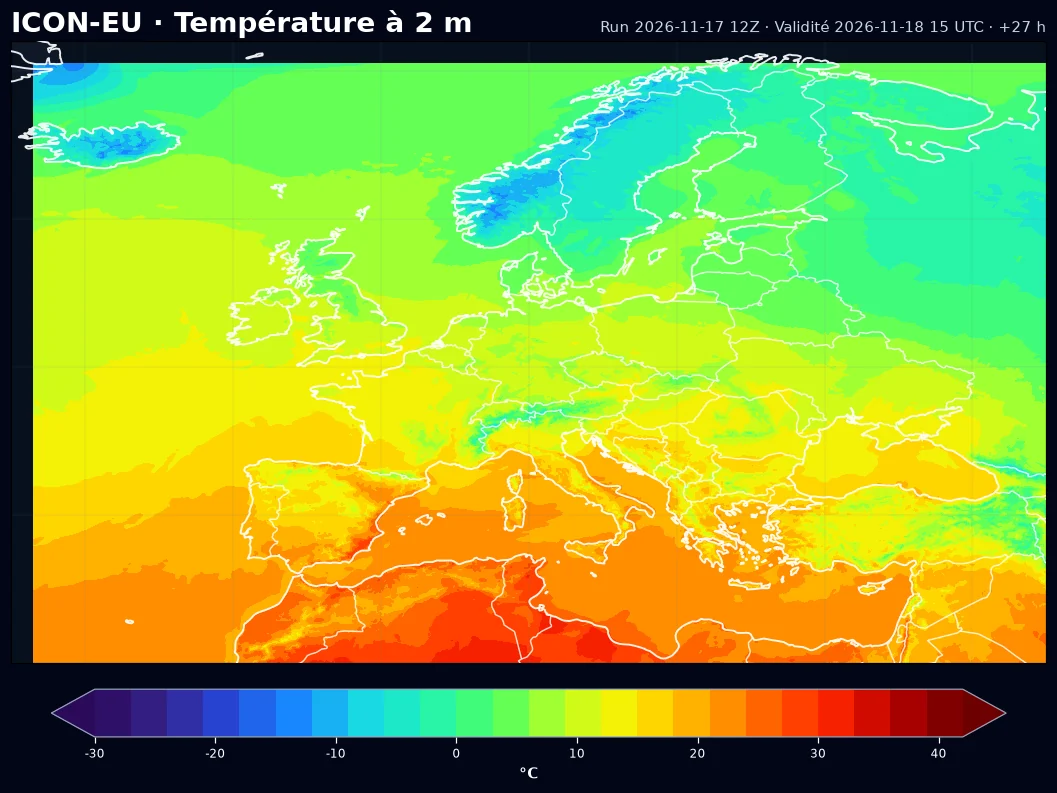 ICON-EU · Température à 2 m
Run 2026-11-17 12Z · Validité 2026-11-18 15 UTC · +27 h
-30 -20 -10 0 10 20 30 40
°C